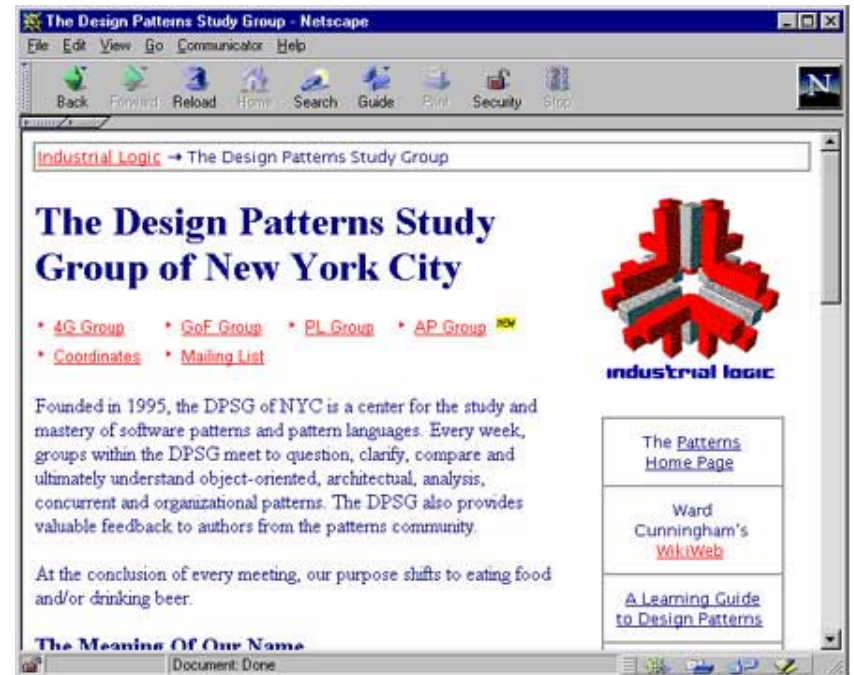 The Design Patterns Study Group - Netscape
File Edit View Go Communicator Help
Back Forward Reload Home Search Guide Print Security Stop
N
Industrial Logic → The Design Patterns Study Group
The Design Patterns Study
Group of New York City
4G Group GoF Group PL Group AP Group NEW
Coordinates Mailing List
Founded in 1995, the DPSG of NYC is a center for the study and
mastery of software patterns and pattern languages. Every week,
groups within the DPSG meet to question, clarify, compare and
ultimately understand object-oriented, architectual, analysis,
concurrent and organizational patterns. The DPSG also provides
valuable feedback to authors from the patterns community.
At the conclusion of every meeting, our purpose shifts to eating food
and/or drinking beer.
The Meaning Of Our Name
industrial logic
The Patterns
Home Page
Ward
Cunningham's
WikiWeb
A Learning Guide
to Design Patterns
Document: Done